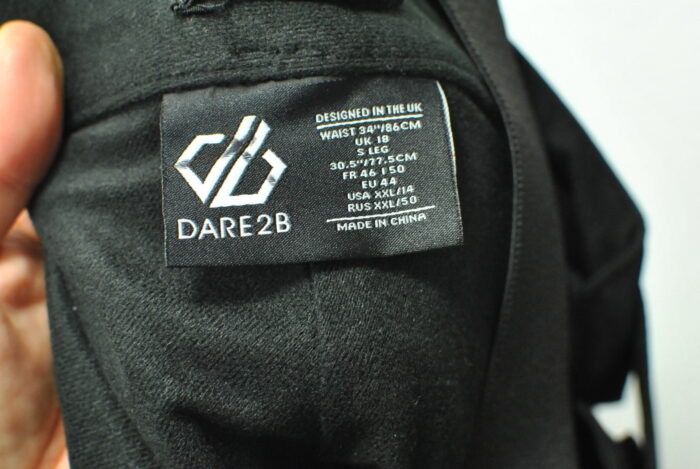 DARE2B
DESIGNED IN THE UK
WAIST 34"/86CM
UK 18
S LEG
30.5"/77.5CM
FR 46 I 50
EU 44
USA XXL/14
RUS XXL/50
MADE IN CHINA